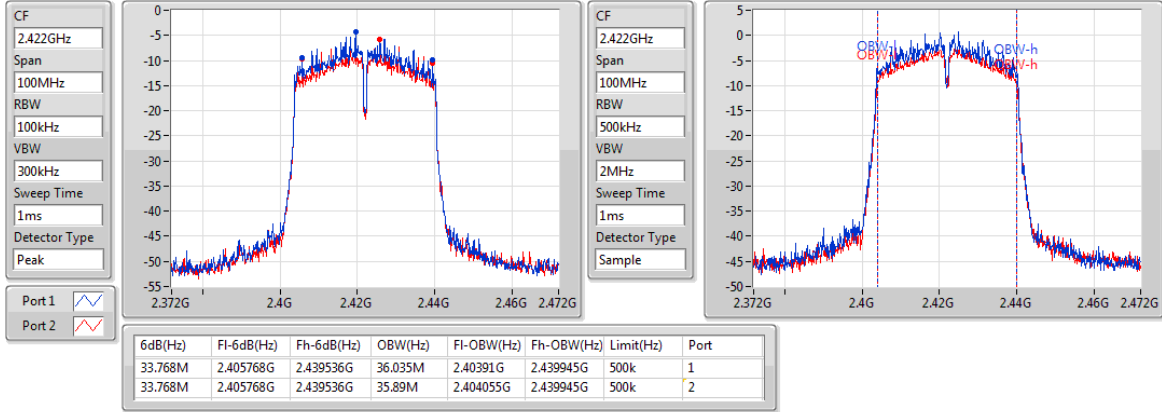 CF
2.422GHz
Span
100MHz
RBW
100kHz
VBW
300kHz
Sweep Time
1ms
Detector Type
Peak
Port 1
Port 2
0
-5
-10
-15
-20
-25
-30
-35
-40
-45
-50
-55
2.372G 2.4G 2.42G 2.44G 2.46G 2.472G
CF
2.422GHz
Span
100MHz
RBW
500kHz
VBW
2MHz
Sweep Time
1ms
Detector Type
Sample
5
0
-5
-10
-15
-20
-25
-30
-35
-40
-45
-50
OBW
OBW
OBW-h
OBW-h
2.372G 2.4G 2.42G 2.44G 2.46G 2.472G
6dB(Hz) Fl-6dB(Hz) Fh-6dB(Hz) OBW(Hz) Fl-OBW(Hz) Fh-OBW(Hz) Limit(Hz) Port
33.768M 2.405768G 2.439536G 36.035M 2.40391G 2.439945G 500k 1
33.768M 2.405768G 2.439536G 35.89M 2.404055G 2.439945G 500k 2